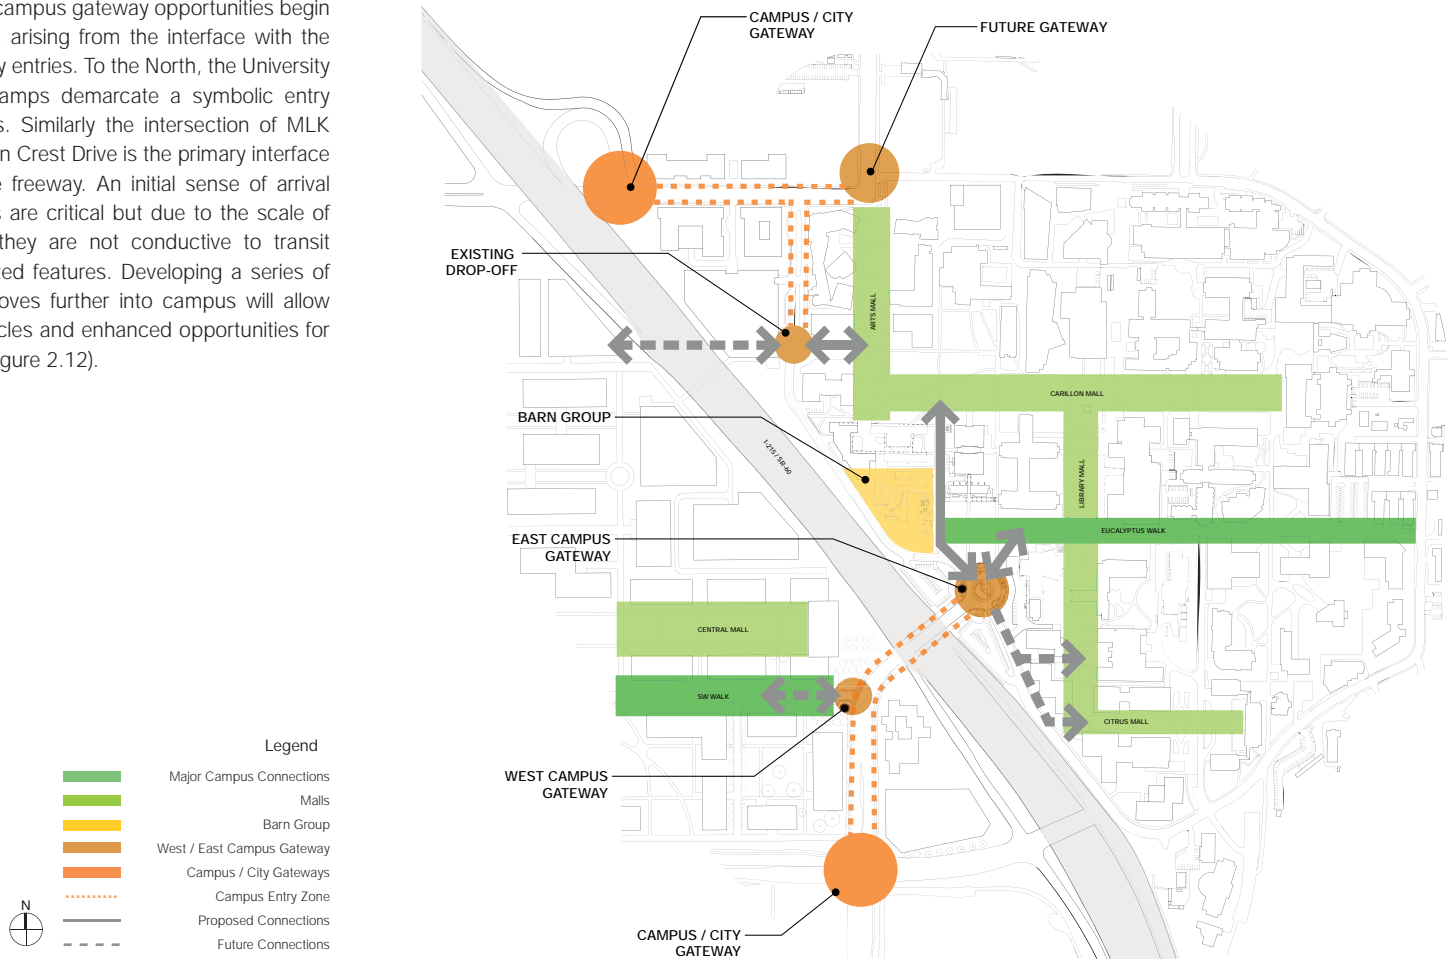 campus gateway opportunities begin
arising from the interface with the
y entries. To the North, the University
amps demarcate a symbolic entry
s. Similarly the intersection of MLK
n Crest Drive is the primary interface
e freeway. An initial sense of arrival
s are critical but due to the scale of
they are not conductive to transit
ted features. Developing a series of
oves further into campus will allow
cles and enhanced opportunities for
gure 2.12).
CAMPUS / CITY
GATEWAY
FUTURE GATEWAY
EXISTING
DROP-OFF
ARTS MALL
CARILLON MALL
BARN GROUP
I-215 / SR-60
LIBRARY MALL
EUCALYPTUS WALK
EAST CAMPUS
GATEWAY
CENTRAL MALL
SW WALK
CITRUS MALL
WEST CAMPUS
GATEWAY
CAMPUS / CITY
GATEWAY
Legend
Major Campus Connections
Malls
Barn Group
West / East Campus Gateway
Campus / City Gateways
Campus Entry Zone
Proposed Connections
Future Connections
N